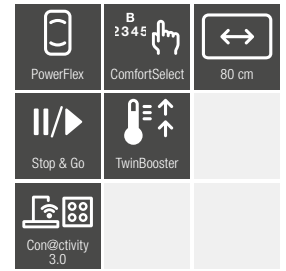 B
2345
PowerFlex
ComfortSelect
80 cm
Stop & Go
TwinBooster
Con@ctivity
3.0